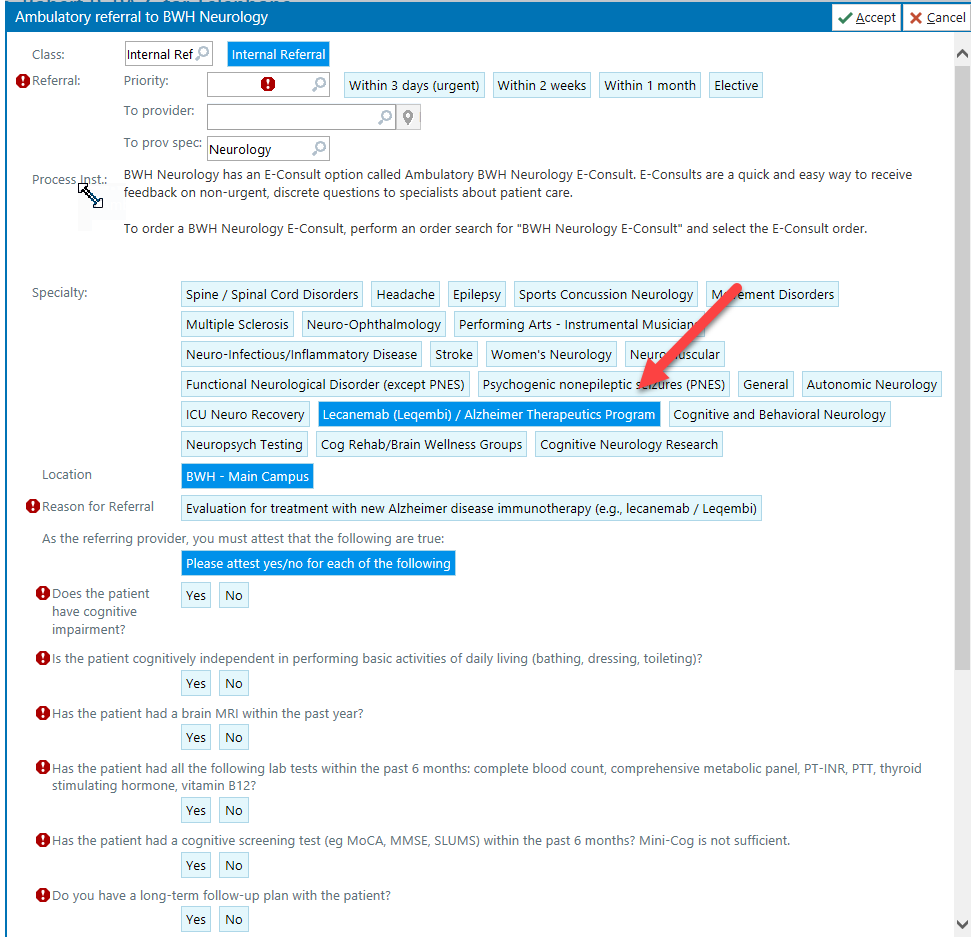 Ambulatory referral to BWH Neurology
Accept
Cancel
Class:
Internal Ref
Internal Referral
Referral:
Priority:
Within 3 days (urgent)
Within 2 weeks
Within 1 month
Elective
To provider:
To prov spec:
Neurology
Process Inst.:
BWH Neurology has an E-Consult option called Ambulatory BWH Neurology E-Consult. E-Consults are a quick and easy way to receive
feedback on non-urgent, discrete questions to specialists about patient care.
To order a BWH Neurology E-Consult, perform an order search for "BWH Neurology E-Consult" and select the E-Consult order.
Specialty:
Spine / Spinal Cord Disorders
Headache
Epilepsy
Sports Concussion Neurology
Movement Disorders
Multiple Sclerosis
Neuro-Ophthalmology
Performing Arts - Instrumental Musician
Neuro-Infectious/Inflammatory Disease
Stroke
Women's Neurology
Neuromuscular
Functional Neurological Disorder (except PNES)
Psychogenic nonepileptic seizures (PNES)
General
Autonomic Neurology
ICU Neuro Recovery
Lecanemab (Leqembi) / Alzheimer Therapeutics Program
Cognitive and Behavioral Neurology
Neuropsych Testing
Cog Rehab/Brain Wellness Groups
Cognitive Neurology Research
Location
BWH - Main Campus
Reason for Referral
Evaluation for treatment with new Alzheimer disease immunotherapy (e.g., lecanemab / Leqembi)
As the referring provider, you must attest that the following are true:
Please attest yes/no for each of the following
Does the patient
have cognitive
impairment?
Yes
No
Is the patient cognitively independent in performing basic activities of daily living (bathing, dressing, toileting)?
Yes
No
Has the patient had a brain MRI within the past year?
Yes
No
Has the patient had all the following lab tests within the past 6 months: complete blood count, comprehensive metabolic panel, PT-INR, PTT, thyroid
stimulating hormone, vitamin B12?
Yes
No
Has the patient had a cognitive screening test (eg MoCA, MMSE, SLUMS) within the past 6 months? Mini-Cog is not sufficient.
Yes
No
Do you have a long-term follow-up plan with the patient?
Yes
No